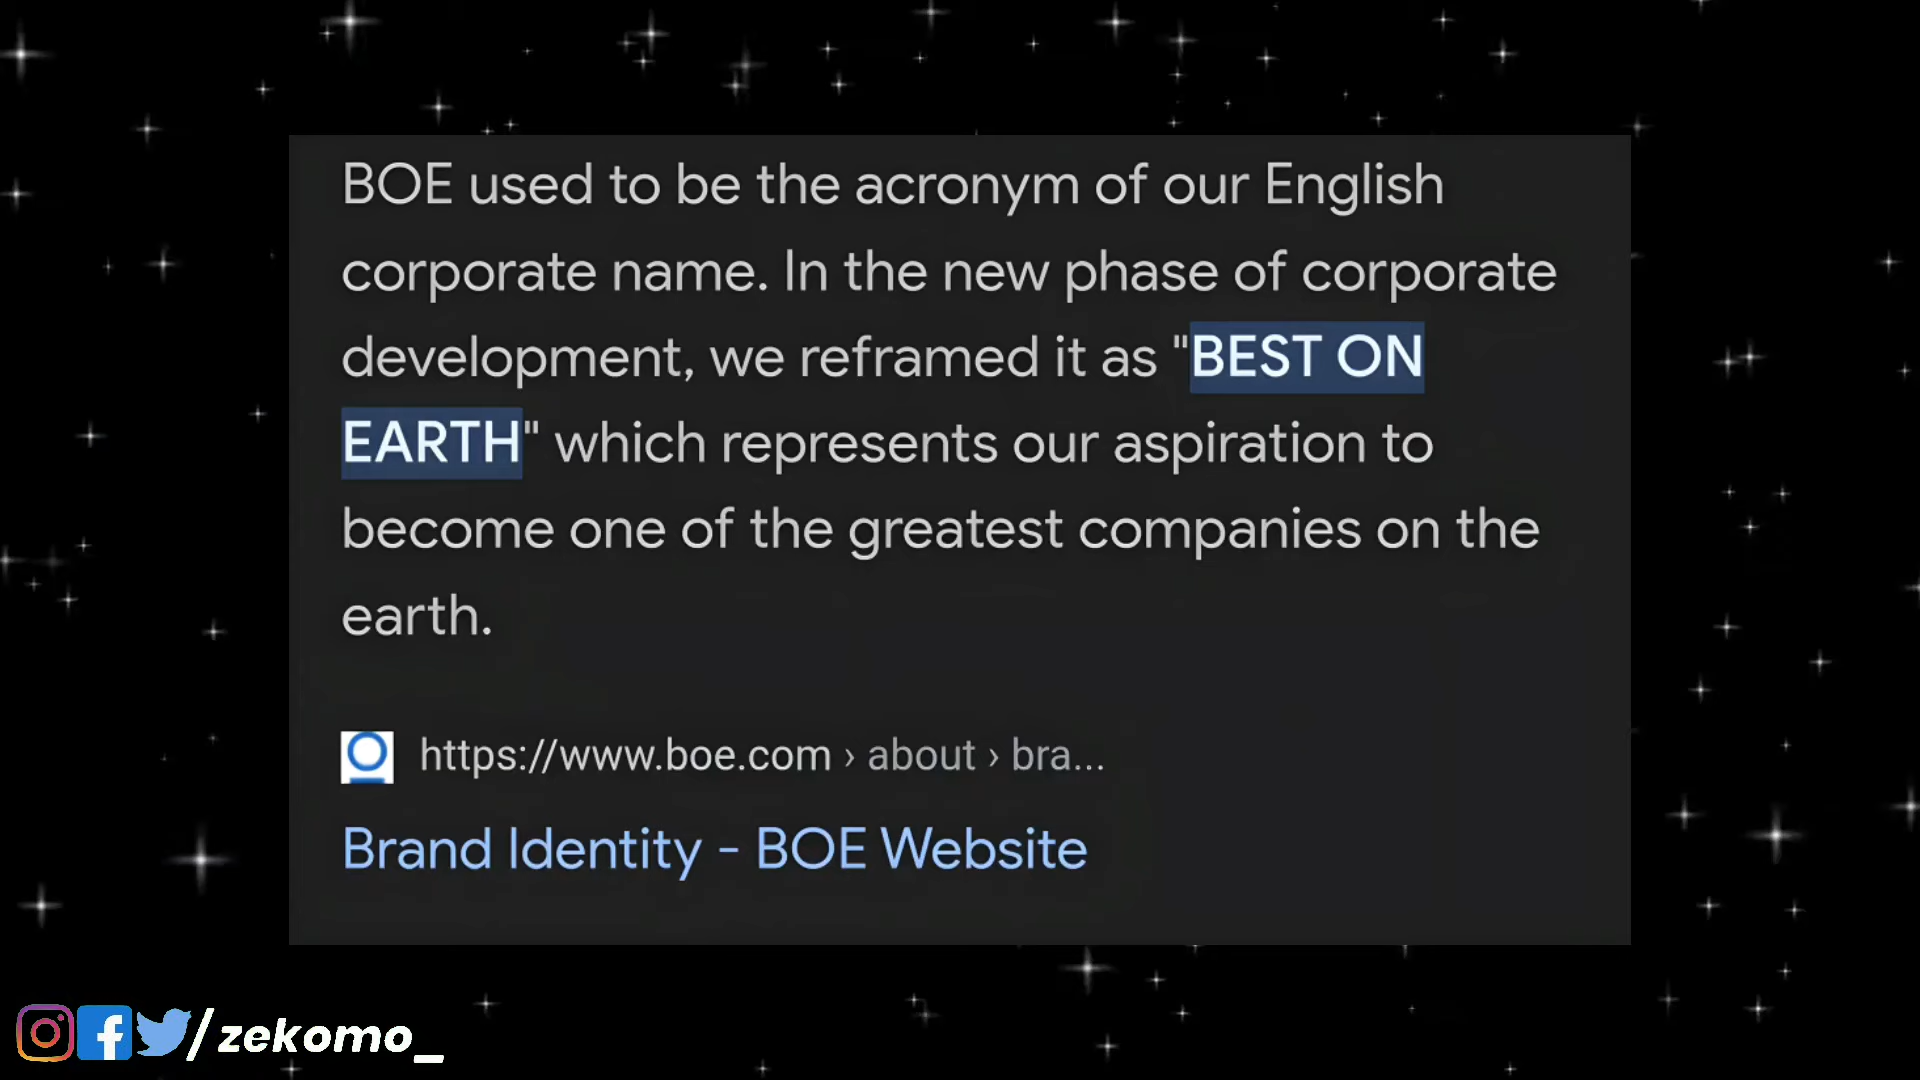 BOE used to be the acronym of our English
corporate name. In the new phase of corporate
development, we reframed it as "BEST ON
EARTH" which represents our aspiration to
become one of the greatest companies on the
earth.
https://www.boe.com › about › bra...
Brand Identity - BOE Website
/zekomo_